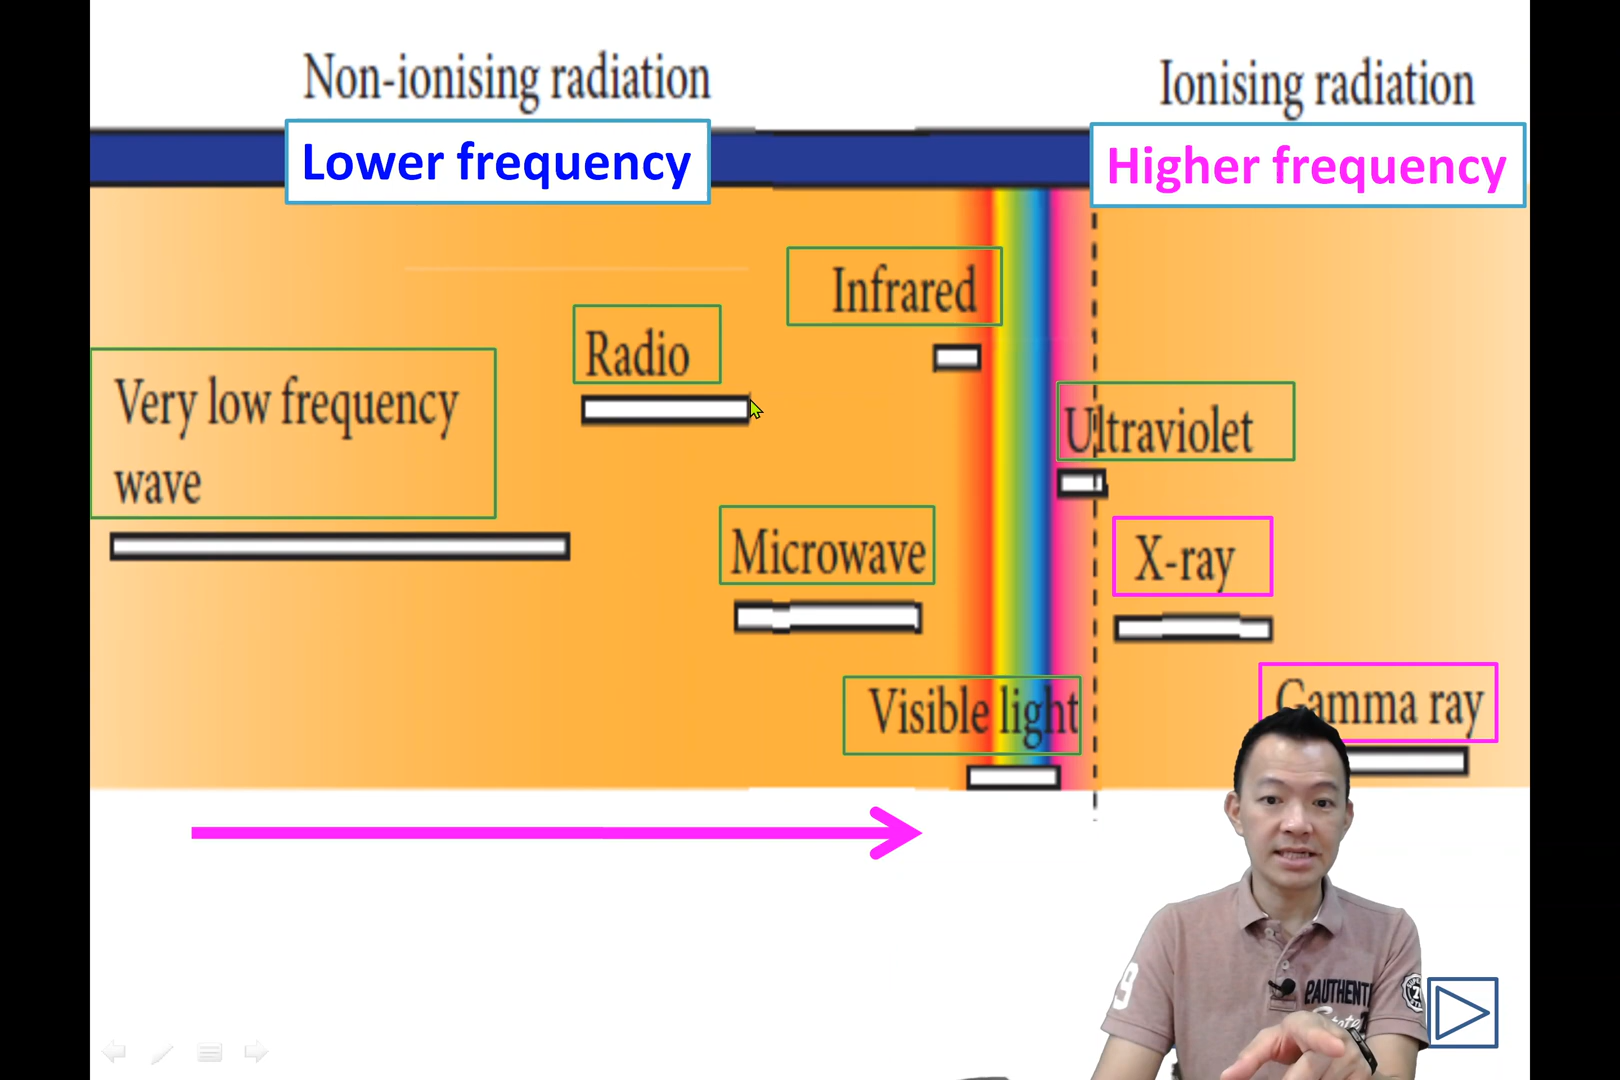 Non-ionising radiation
Ionising radiation
Lower frequency
Higher frequency
Infrared
Radio
Very low frequency
wave
Ultraviolet
Microwave
X-ray
Visible light
Gamma ray
9